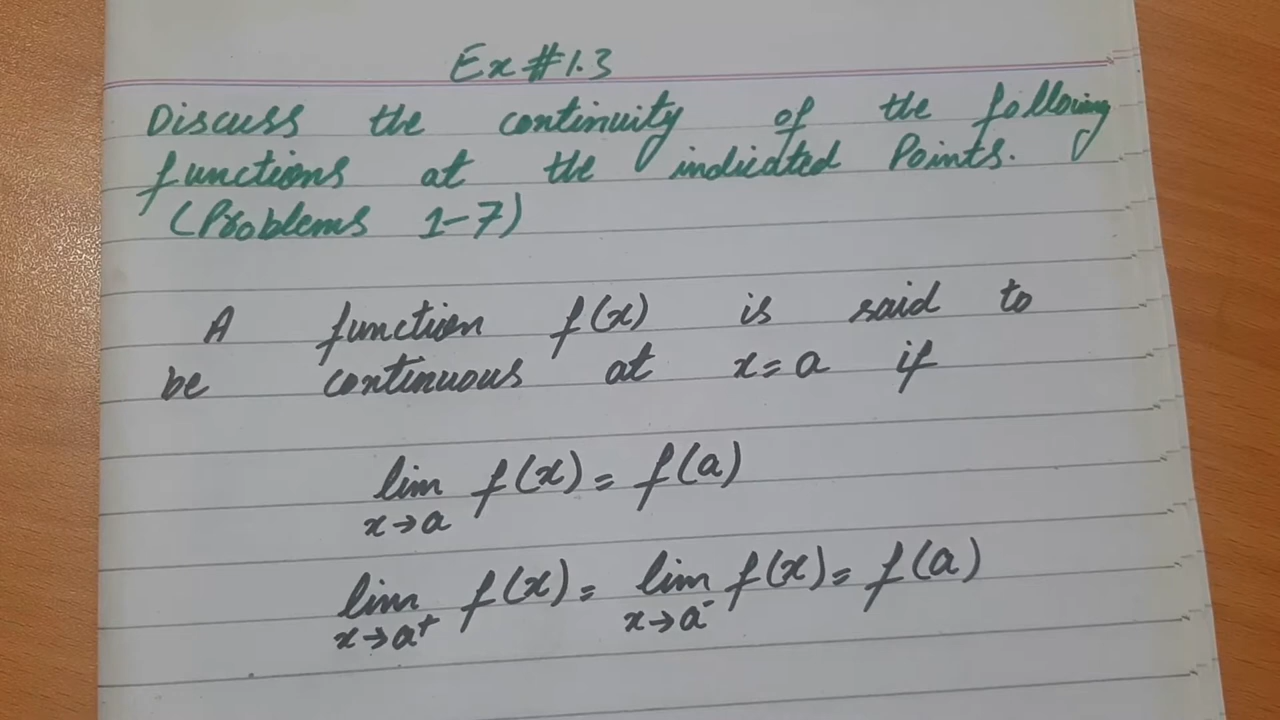 Ex#1.3
Discuss the continuity of the following
functions at the indicated Points.
(Problems 1-7)
A function f(x) is said to
be continuous at x=a if
lim f(x) = f(a)
x→a
lim f(x) = lim f(x) = f(a)
x→a⁺ x→a⁻